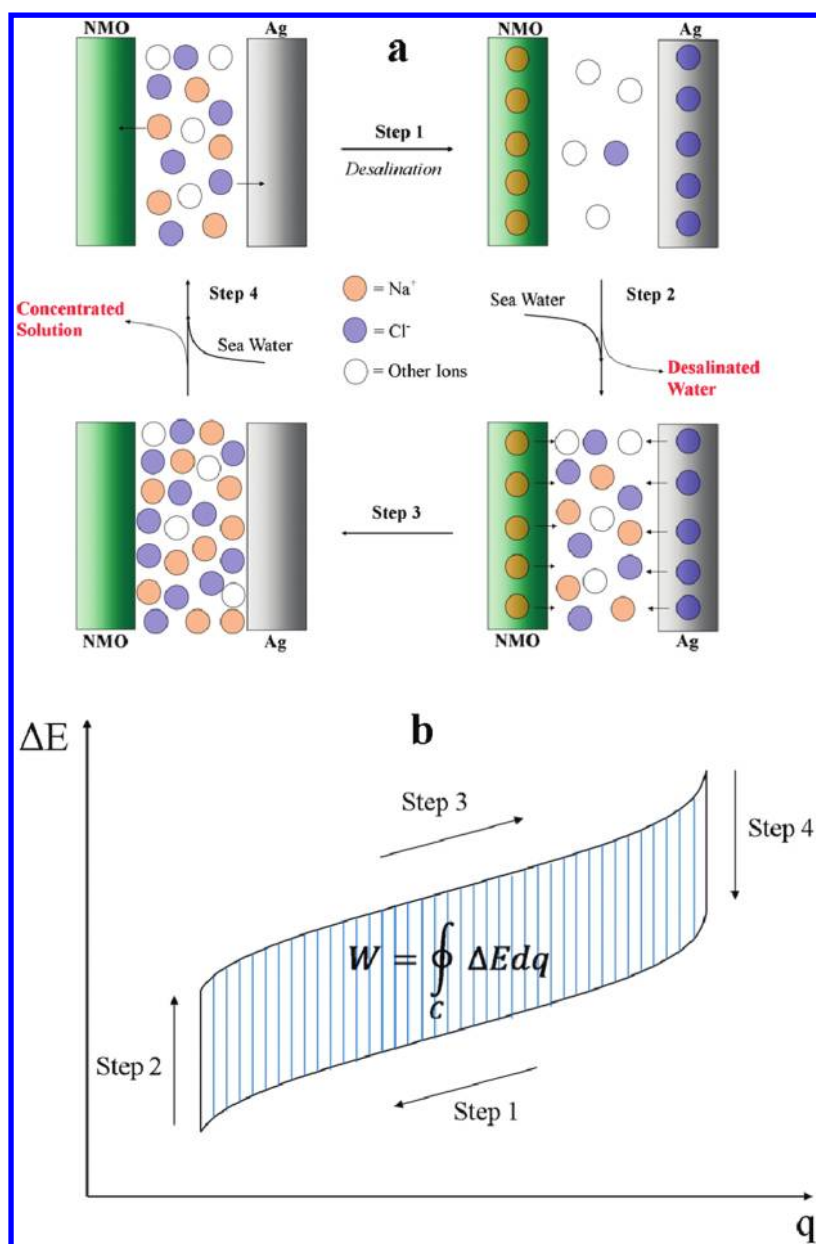 NMO
Ag
a
NMO
Ag
Step 1
Desalination
Step 4
Concentrated
Solution
Sea Water
= Na⁺
= Cl⁻
= Other Ions
Sea Water
Step 2
Desalinated
Water
Step 3
NMO
Ag
NMO
Ag
b
ΔE
Step 3
Step 4
W = ∮_C ΔEdq
Step 2
Step 1
q